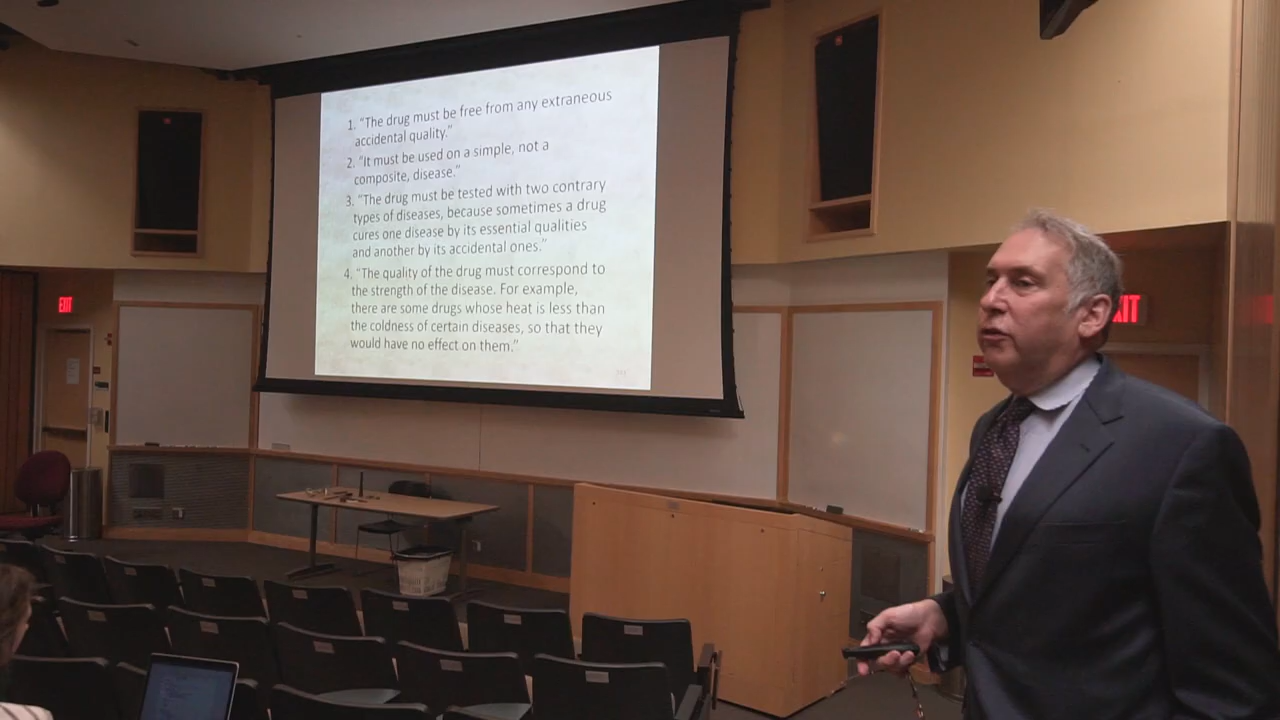 1. “The drug must be free from any extraneous
accidental quality.”
2. “It must be used on a simple, not a
composite, disease.”
3. “The drug must be tested with two contrary
types of diseases, because sometimes a drug
cures one disease by its essential qualities
and another by its accidental ones.”
4. “The quality of the drug must correspond to
the strength of the disease. For example,
there are some drugs whose heat is less than
the coldness of certain diseases, so that they
would have no effect on them.”
EXIT
XIT